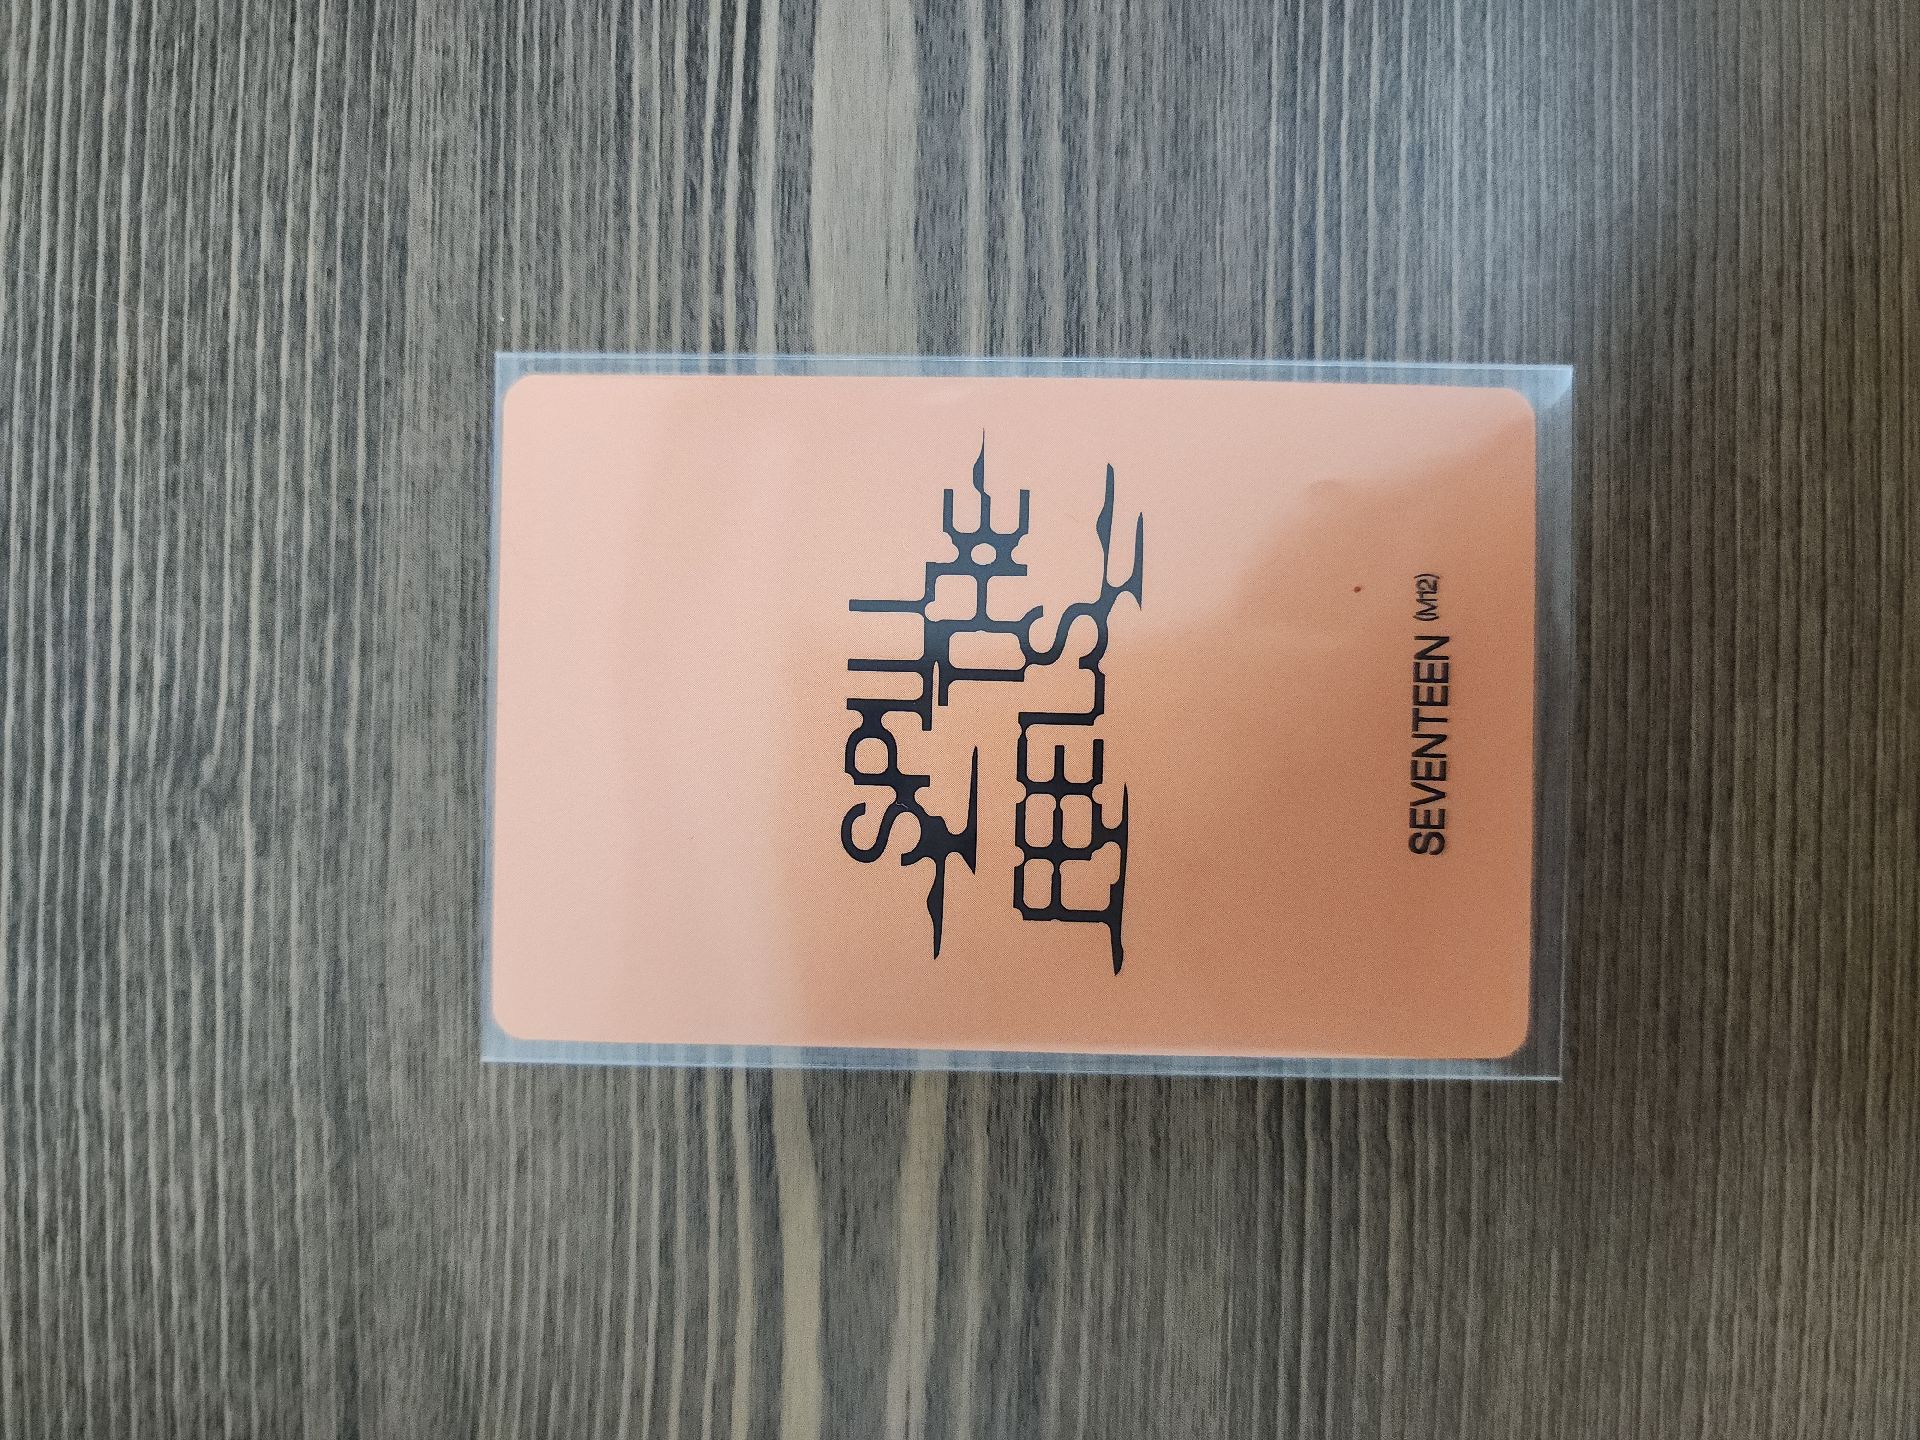 SPILL
THE
FEELS
SEVENTEEN (M12)